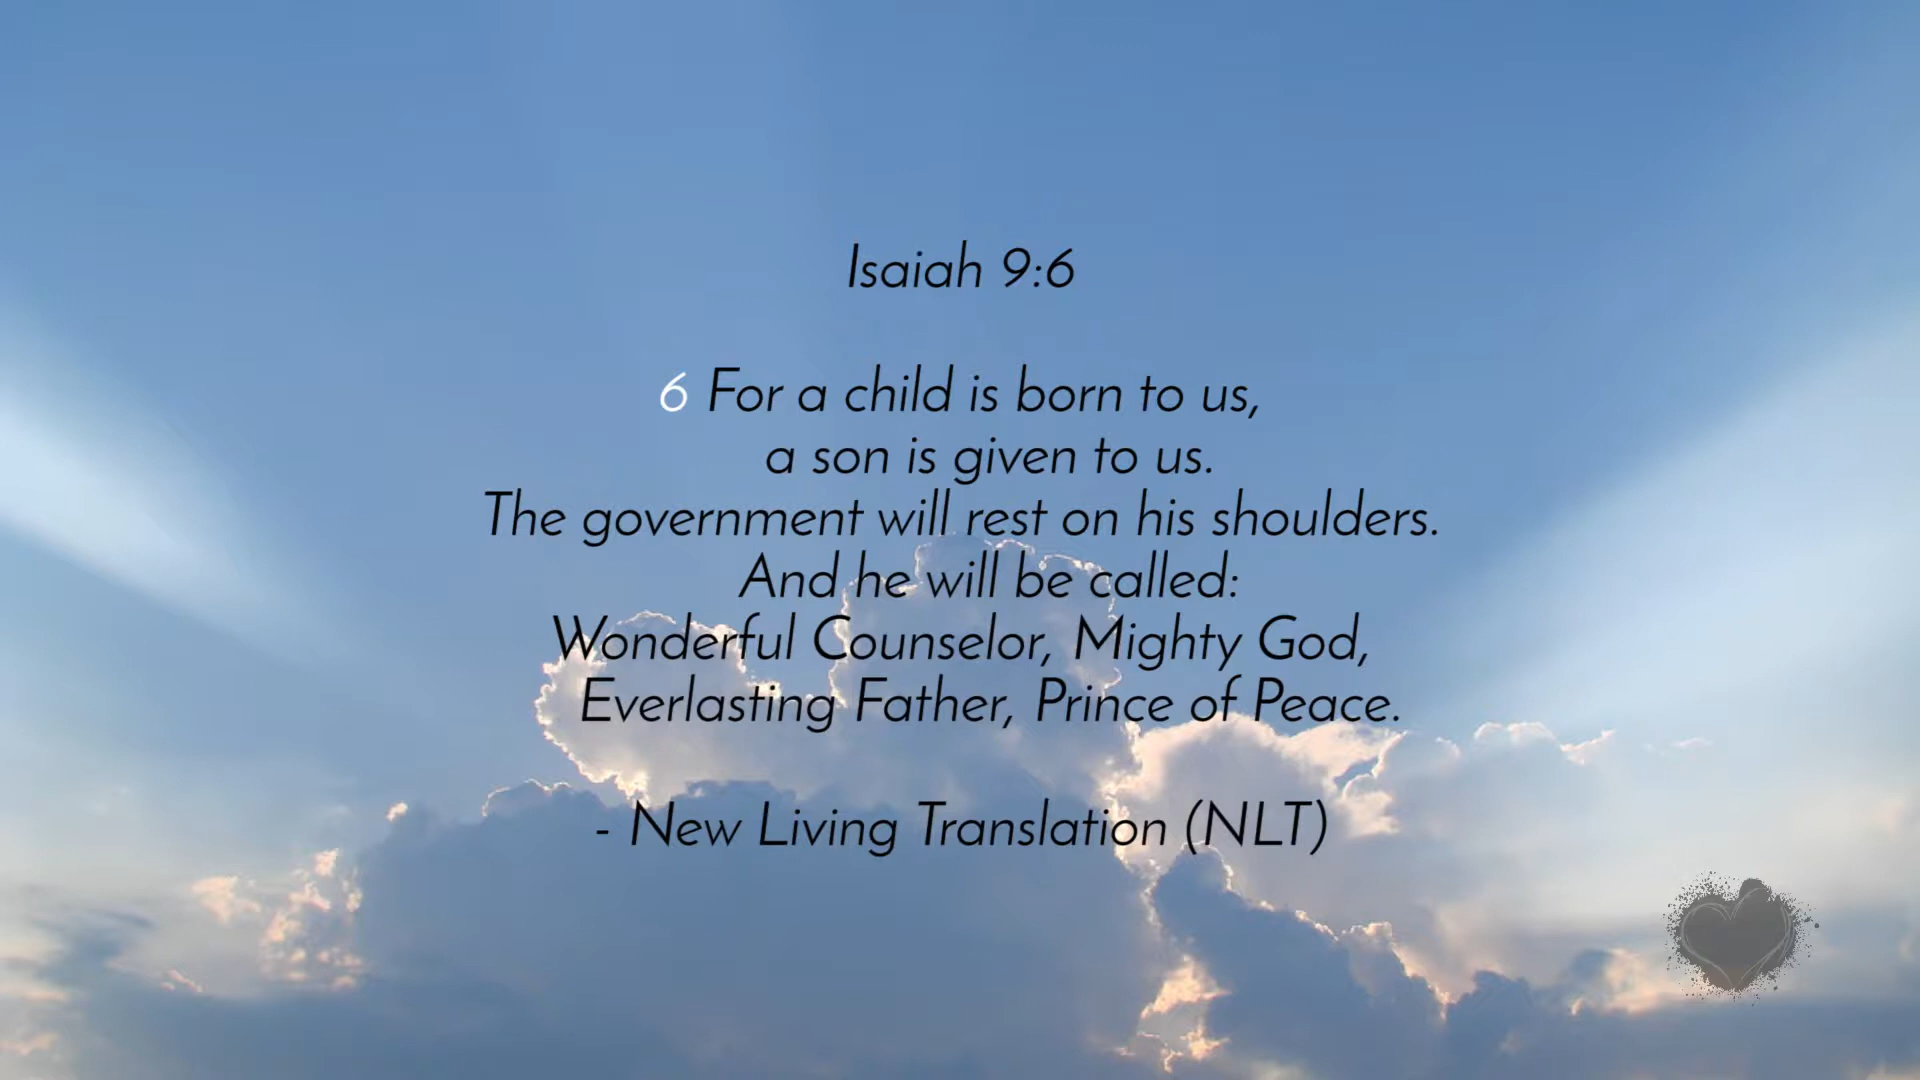 Isaiah 9:6
6 For a child is born to us,
a son is given to us.
The government will rest on his shoulders.
And he will be called:
Wonderful Counselor, Mighty God,
Everlasting Father, Prince of Peace.
- New Living Translation (NLT)